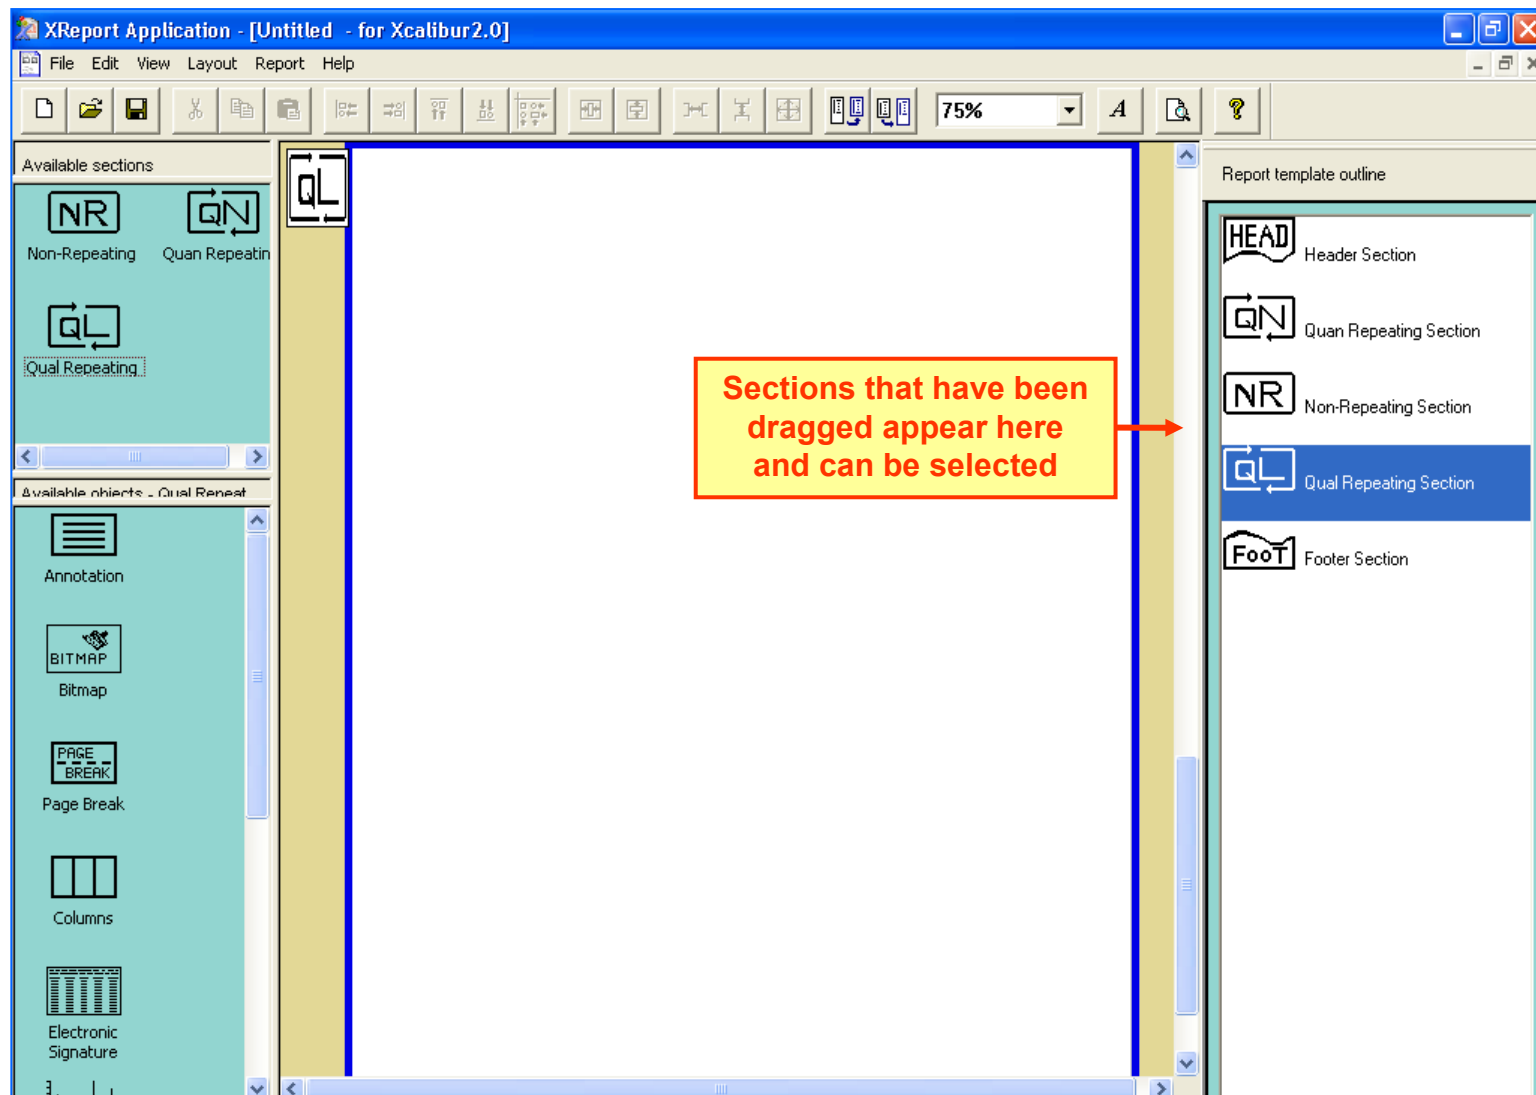 XReport Application - [Untitled - for Xcalibur2.0]
File Edit View Layout Report Help
75% A ?
Available sections
NR
Non-Repeating
QN
Quan Repeatin
QL
Qual Repeating
Available objects - Qual Repeat
Annotation
BITMAP
Bitmap
PAGE
BREAK
Page Break
Columns
Electronic
Signature
QL
Sections that have been
dragged appear here
and can be selected
Report template outline
HEAD Header Section
QN Quan Repeating Section
NR Non-Repeating Section
QL Qual Repeating Section
FooT Footer Section